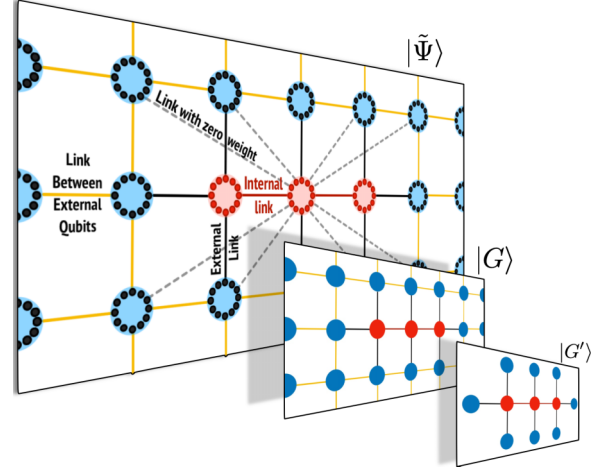 |Ψ̃⟩
Link with zero weight
Link
Between
External
Qubits
Internal
link
External
Link
|G⟩
|G′⟩